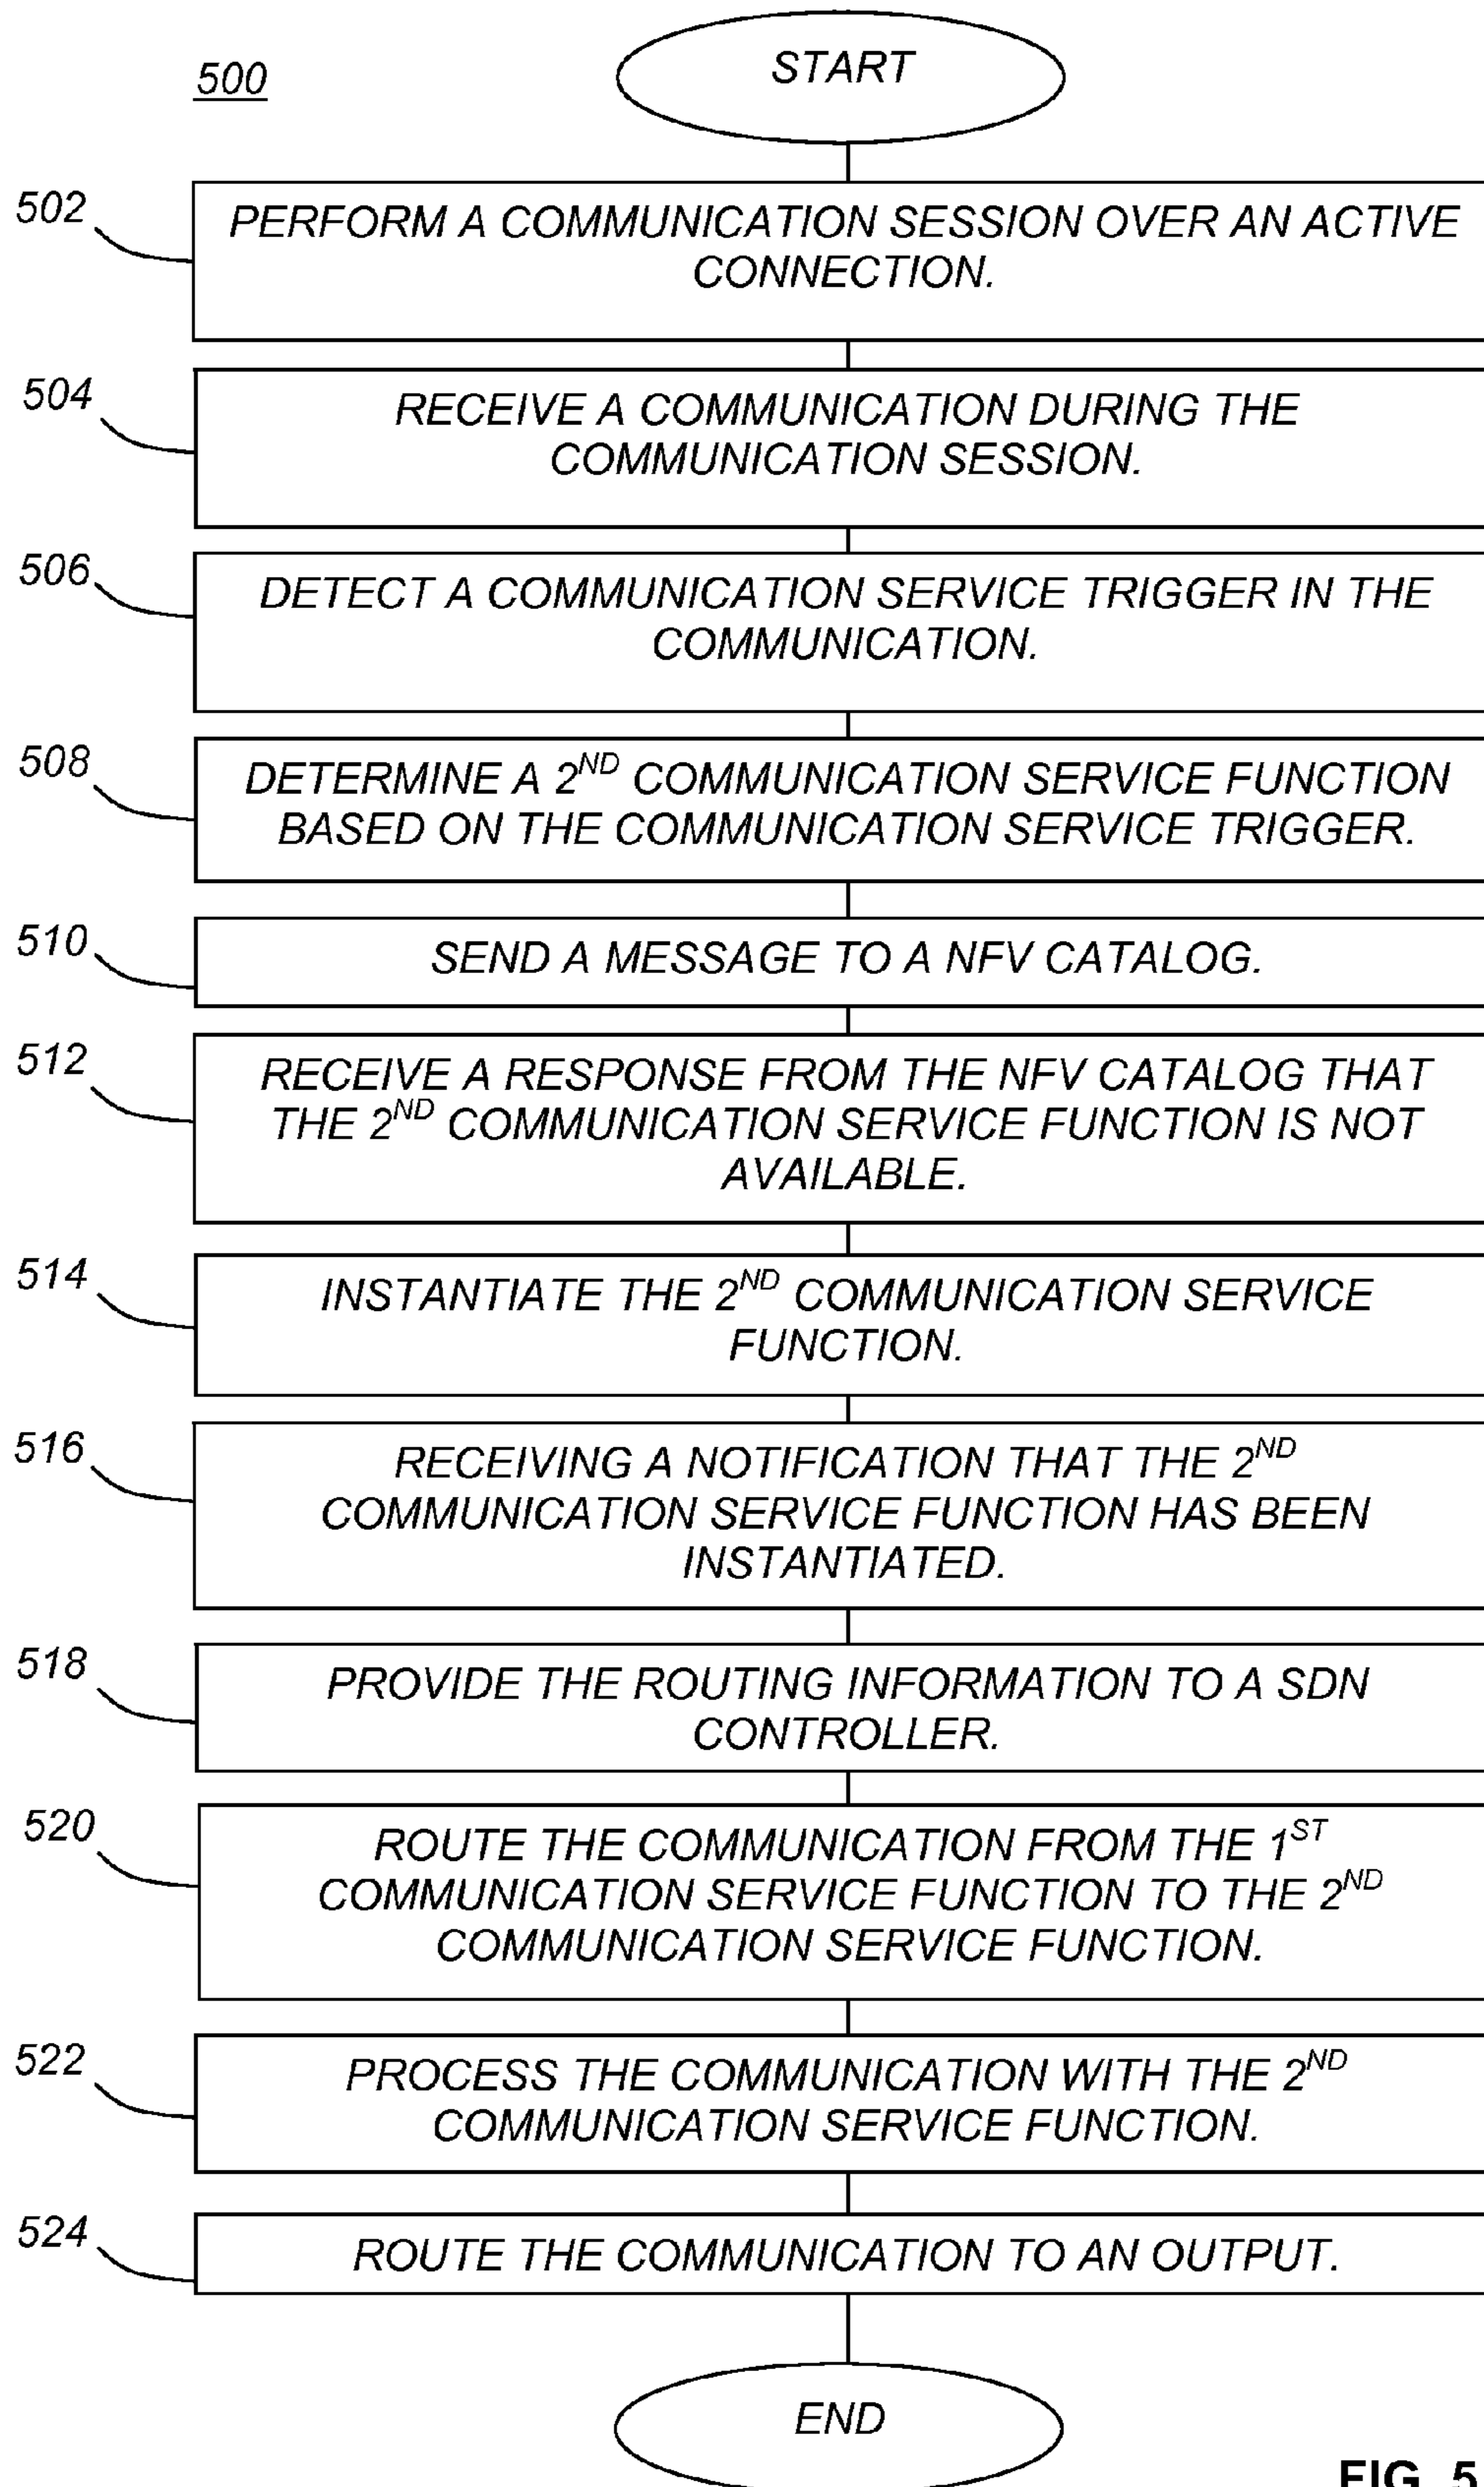 500
START
502
PERFORM A COMMUNICATION SESSION OVER AN ACTIVE
CONNECTION.
504
RECEIVE A COMMUNICATION DURING THE
COMMUNICATION SESSION.
506
DETECT A COMMUNICATION SERVICE TRIGGER IN THE
COMMUNICATION.
508
DETERMINE A 2ND COMMUNICATION SERVICE FUNCTION
BASED ON THE COMMUNICATION SERVICE TRIGGER.
510
SEND A MESSAGE TO A NFV CATALOG.
512
RECEIVE A RESPONSE FROM THE NFV CATALOG THAT
THE 2ND COMMUNICATION SERVICE FUNCTION IS NOT
AVAILABLE.
514
INSTANTIATE THE 2ND COMMUNICATION SERVICE
FUNCTION.
516
RECEIVING A NOTIFICATION THAT THE 2ND
COMMUNICATION SERVICE FUNCTION HAS BEEN
INSTANTIATED.
518
PROVIDE THE ROUTING INFORMATION TO A SDN
CONTROLLER.
520
ROUTE THE COMMUNICATION FROM THE 1ST
COMMUNICATION SERVICE FUNCTION TO THE 2ND
COMMUNICATION SERVICE FUNCTION.
522
PROCESS THE COMMUNICATION WITH THE 2ND
COMMUNICATION SERVICE FUNCTION.
524
ROUTE THE COMMUNICATION TO AN OUTPUT.
END
FIG. 5